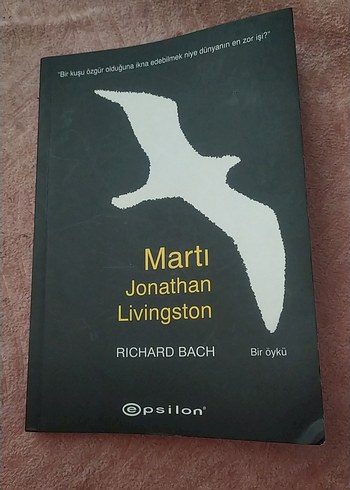 "Bir kuşu özgür olduğuna ikna edebilmek niye dünyanın en zor işi?"
Martı
Jonathan
Livingston
RICHARD BACH
Bir öykü
epsilon®